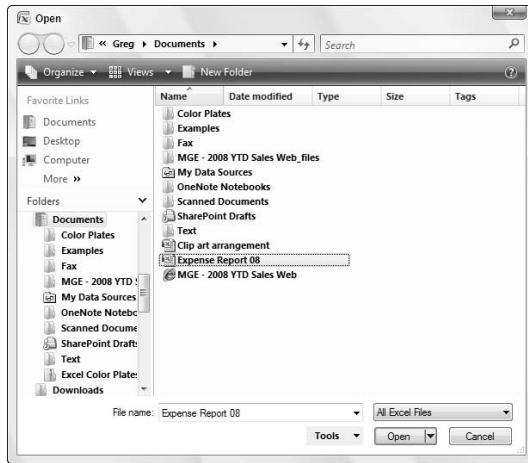 Open
« Greg ▸ Documents ▸ Search
Organize Views New Folder
Favorite Links
Documents
Desktop
Computer
More »
Folders
Documents
Color Plates
Examples
Fax
MGE - 2008 YTD
My Data Sources
OneNote Notebo
Scanned Docume
SharePoint Draft
Text
Excel Color Plate
Downloads
Name Date modified Type Size Tags
Color Plates
Examples
Fax
MGE - 2008 YTD Sales Web_files
My Data Sources
OneNote Notebooks
Scanned Documents
SharePoint Drafts
Text
Clip art arrangement
Expense Report 08
MGE - 2008 YTD Sales Web
File name: Expense Report 08 All Excel Files
Tools Open Cancel